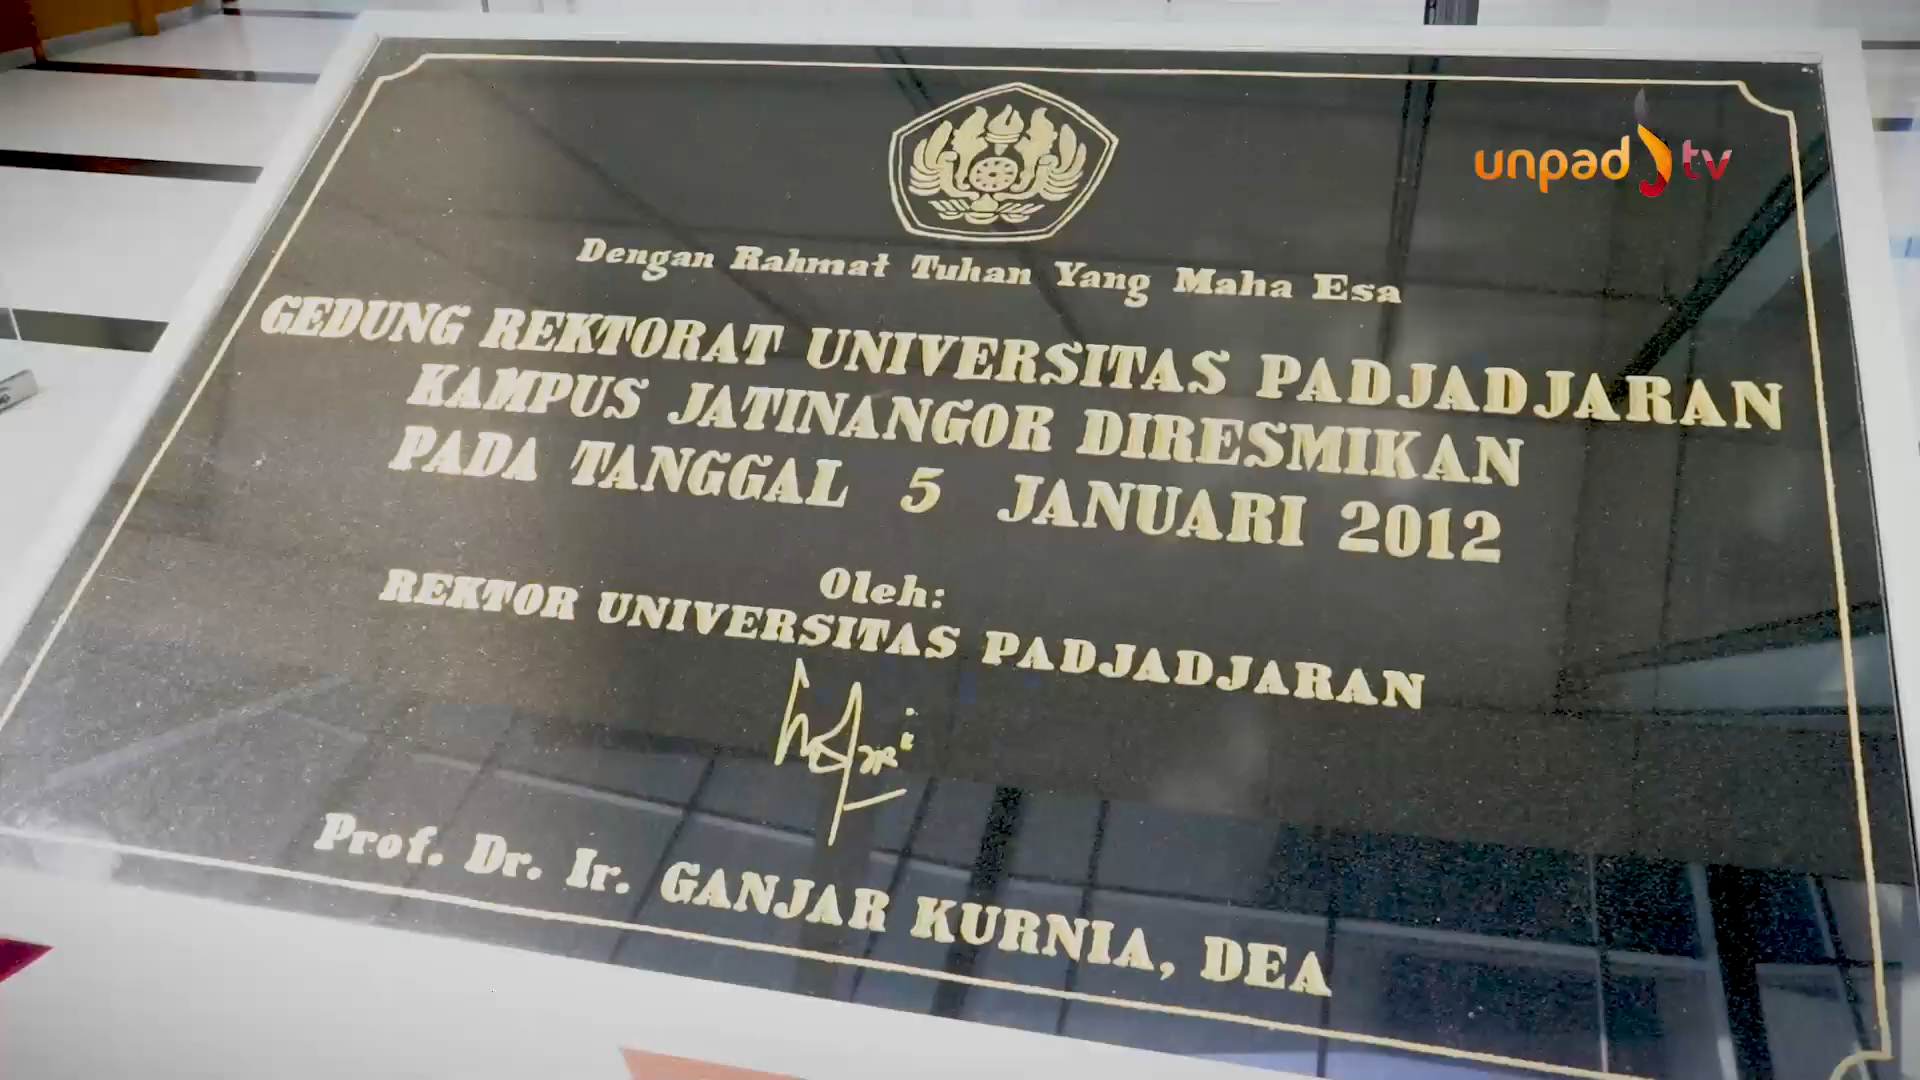 unpad tv
Dengan Rahmat Tuhan Yang Maha Esa
GEDUNG REKTORAT UNIVERSITAS PADJADJARAN
KAMPUS JATINANGOR DIRESMIKAN
PADA TANGGAL 5 JANUARI 2012
Oleh:
REKTOR UNIVERSITAS PADJADJARAN
Prof. Dr. Ir. GANJAR KURNIA, DEA